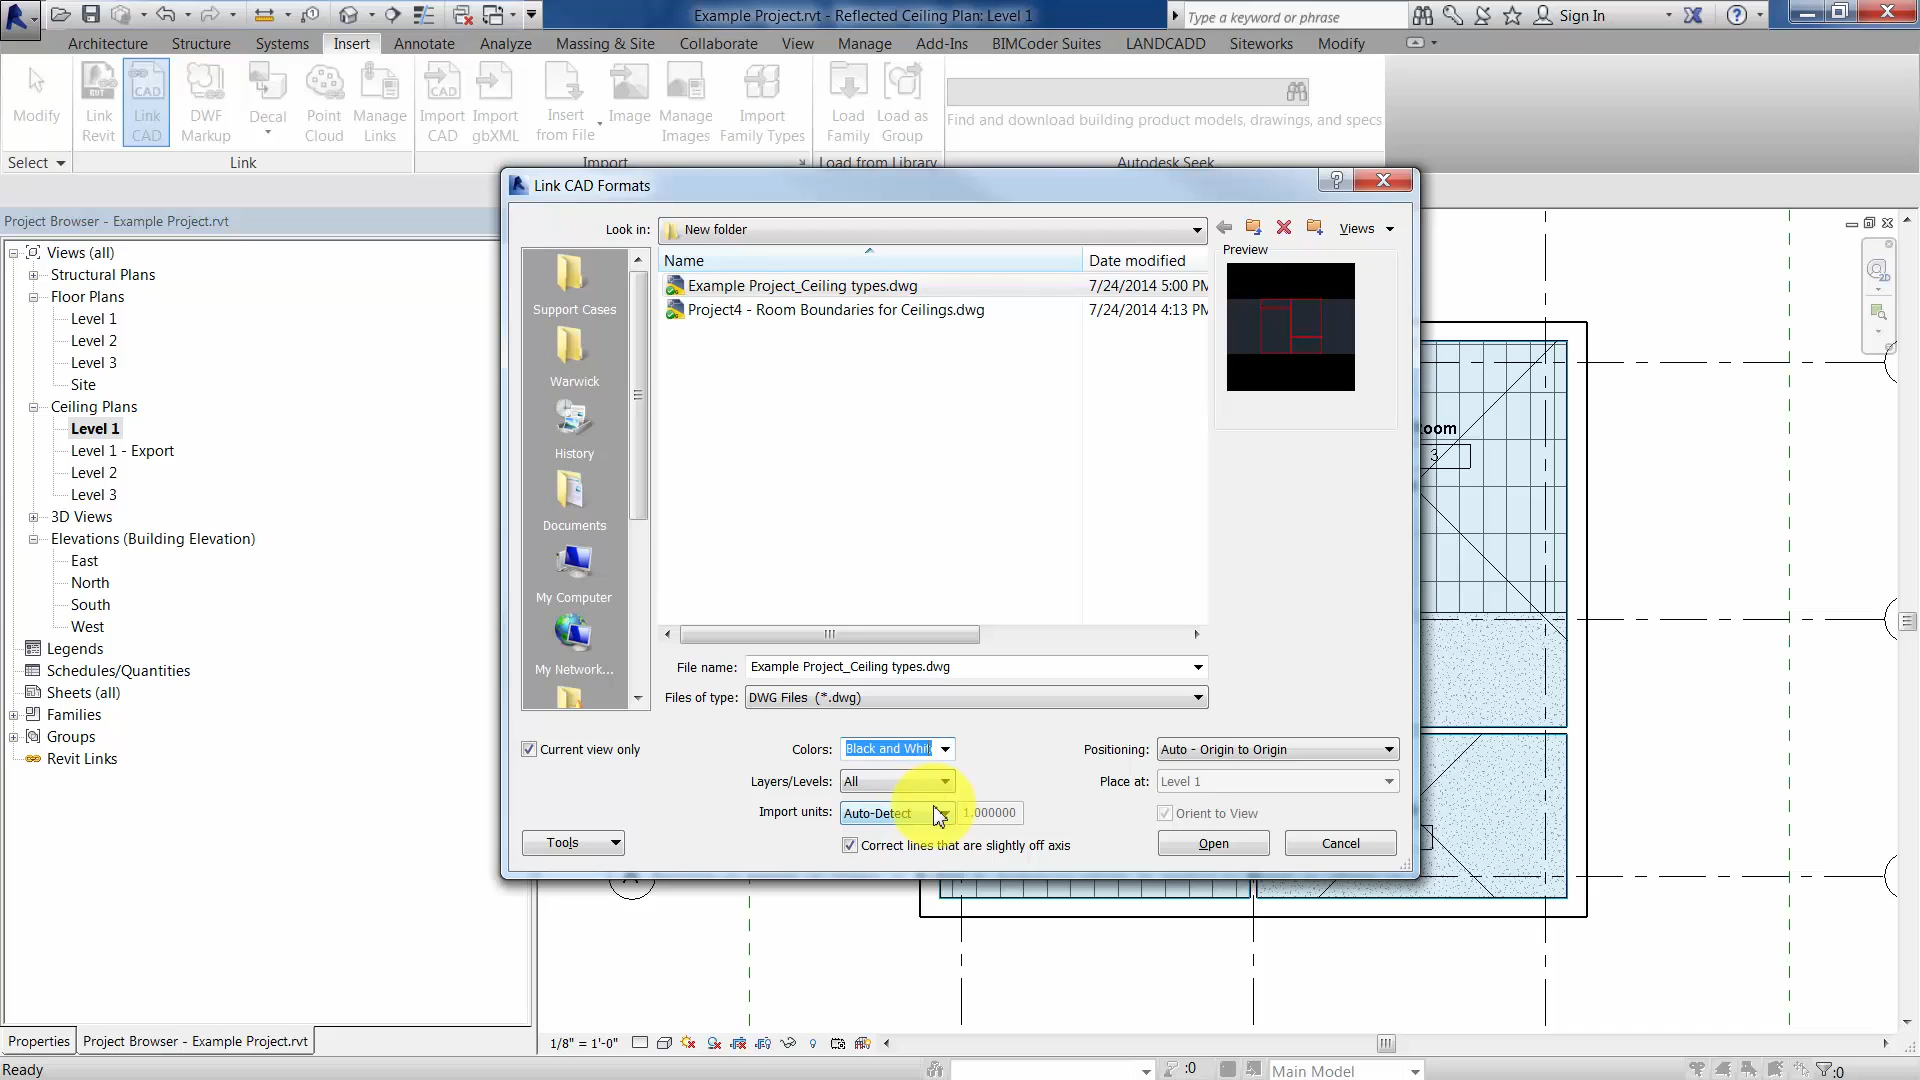 Example Project.rvt - Reflected Ceiling Plan: Level 1
Type a keyword or phrase
Sign In
Architecture
Structure
Systems
Insert
Annotate
Analyze
Massing & Site
Collaborate
View
Manage
Add-Ins
BIMCoder Suites
LANDCADD
Siteworks
Modify
Modify
Link Revit
Link CAD
DWF Markup
Decal
Point Cloud
Manage Links
Import CAD
Import gbXML
Insert from File
Image
Manage Images
Import Family Types
Load Family
Load as Group
Find and download building product models, drawings, and specs
Select
Link
Import
Load from Library
Autodesk Seek
Project Browser - Example Project.rvt
Views (all)
Structural Plans
Floor Plans
Level 1
Level 2
Level 3
Site
Ceiling Plans
Level 1
Level 1 - Export
Level 2
Level 3
3D Views
Elevations (Building Elevation)
East
North
South
West
Legends
Schedules/Quantities
Sheets (all)
Families
Groups
Revit Links
Properties
Project Browser - Example Project.rvt
Link CAD Formats
Look in:
New folder
Views
Preview
Name
Date modified
Example Project_Ceiling types.dwg
7/24/2014 5:00 PM
Project4 - Room Boundaries for Ceilings.dwg
7/24/2014 4:13 PM
Support Cases
Warwick
History
Documents
My Computer
My Network...
File name:
Example Project_Ceiling types.dwg
Files of type:
DWG Files (*.dwg)
Current view only
Colors:
Black and Whi
Positioning:
Auto - Origin to Origin
Layers/Levels:
All
Place at:
Level 1
Import units:
Auto-Detect
1.000000
Orient to View
Correct lines that are slightly off axis
Tools
Open
Cancel
oom
3
1/8" = 1'-0"
Ready
:0
Main Model
:0